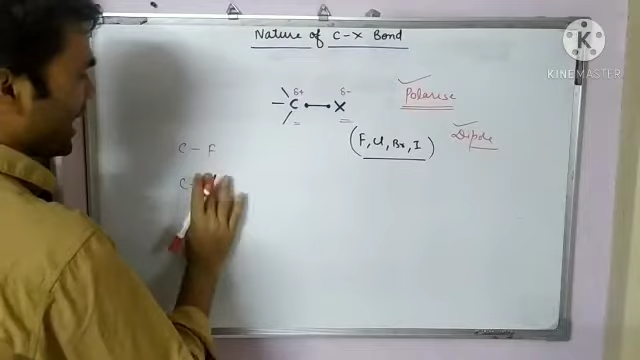 Nature of C-X Bond
δ+ δ-
C X
Polarise
(F, Cl, Br, I)
Dipole
C - F
C -
K
KINEMASTER